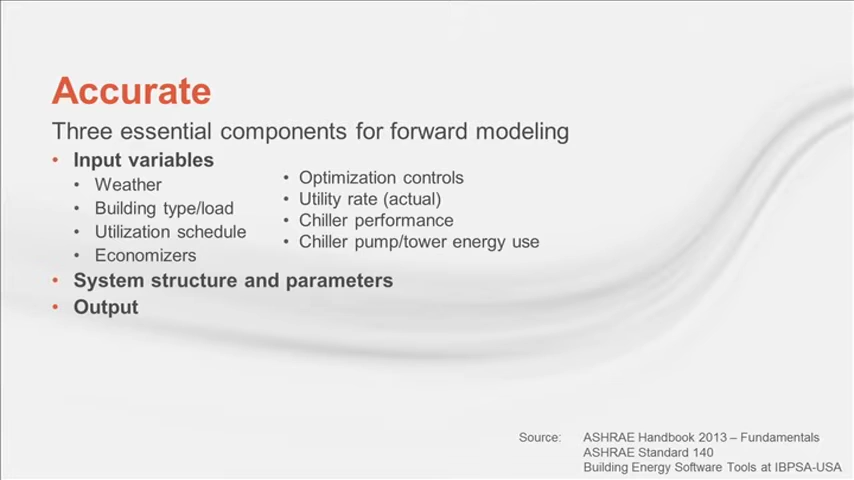 Accurate
Three essential components for forward modeling
• Input variables
• Weather
• Building type/load
• Utilization schedule
• Economizers
• Optimization controls
• Utility rate (actual)
• Chiller performance
• Chiller pump/tower energy use
• System structure and parameters
• Output
Source: ASHRAE Handbook 2013 – Fundamentals
ASHRAE Standard 140
Building Energy Software Tools at IBPSA-USA